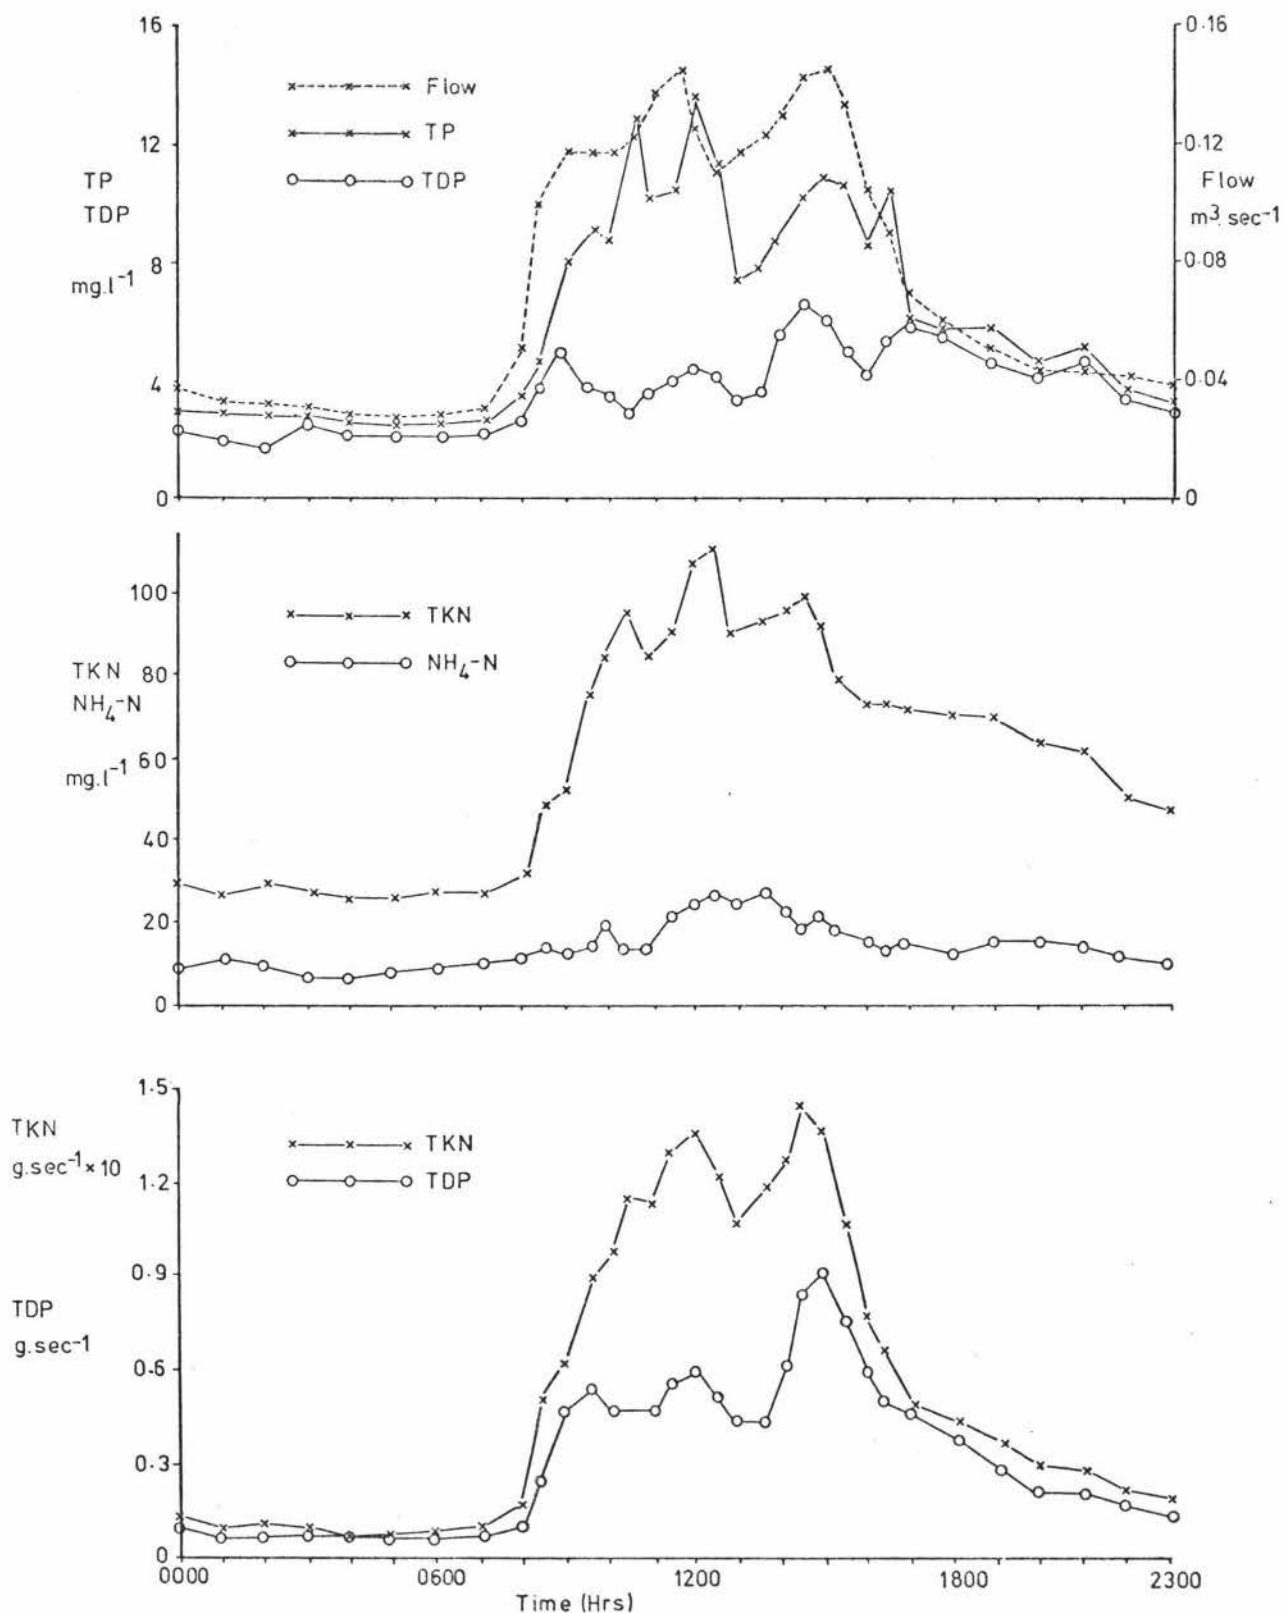 16
12
8
4
0
TP
TDP
mg.l⁻¹
x----x----x Flow
x—x—x TP
o—o—o TDP
0.16
0.12
0.08
0.04
0
Flow
m³ sec⁻¹
100
80
60
40
20
0
TKN
NH₄-N
mg.l⁻¹
TKN
NH₄-N
1.5
1.2
0.9
0.6
0.3
0
TKN
g.sec⁻¹×10
TDP
g.sec⁻¹
TKN
TDP
0000 0600 1200 1800 2300
Time (Hrs)